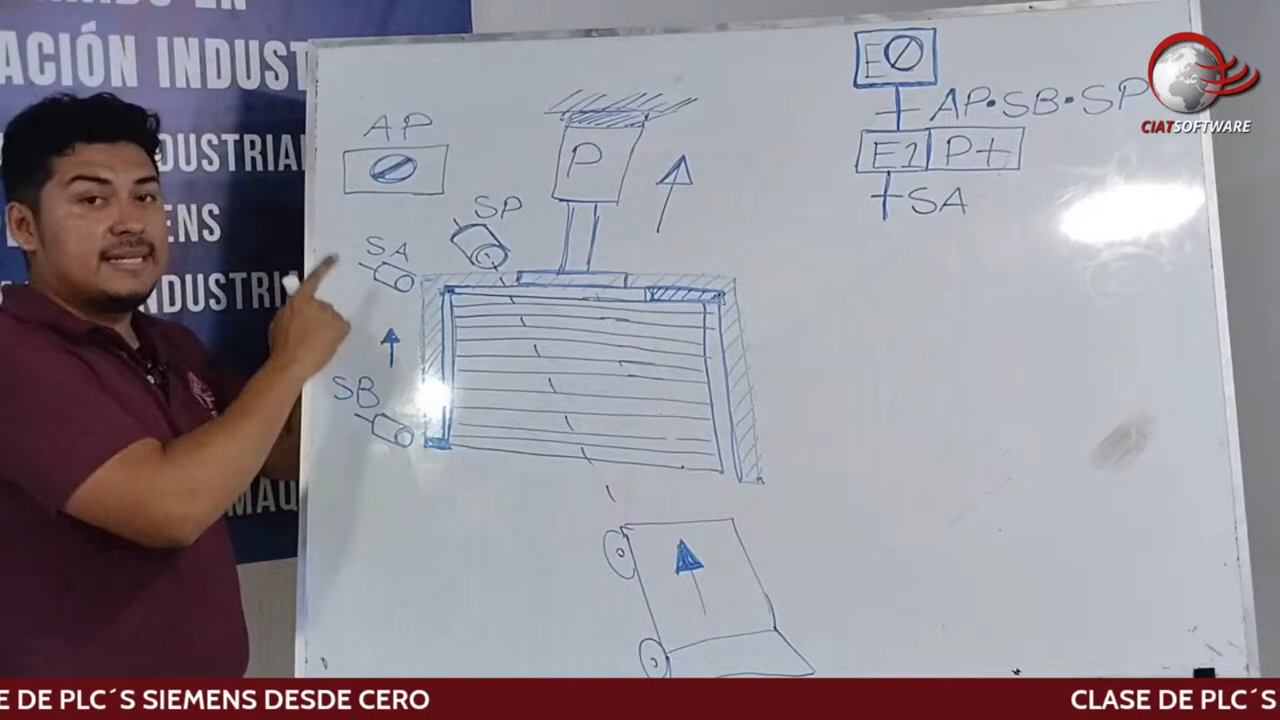 ACIÓN INDUST
DUSTRIA
ENS
NDUSTRI
MAQ
AP
P
SP
SA
SB
E0
AP·SB·SP
E1 P+
SA
CIATSOFTWARE
E DE PLC´S SIEMENS DESDE CERO
CLASE DE PLC´S